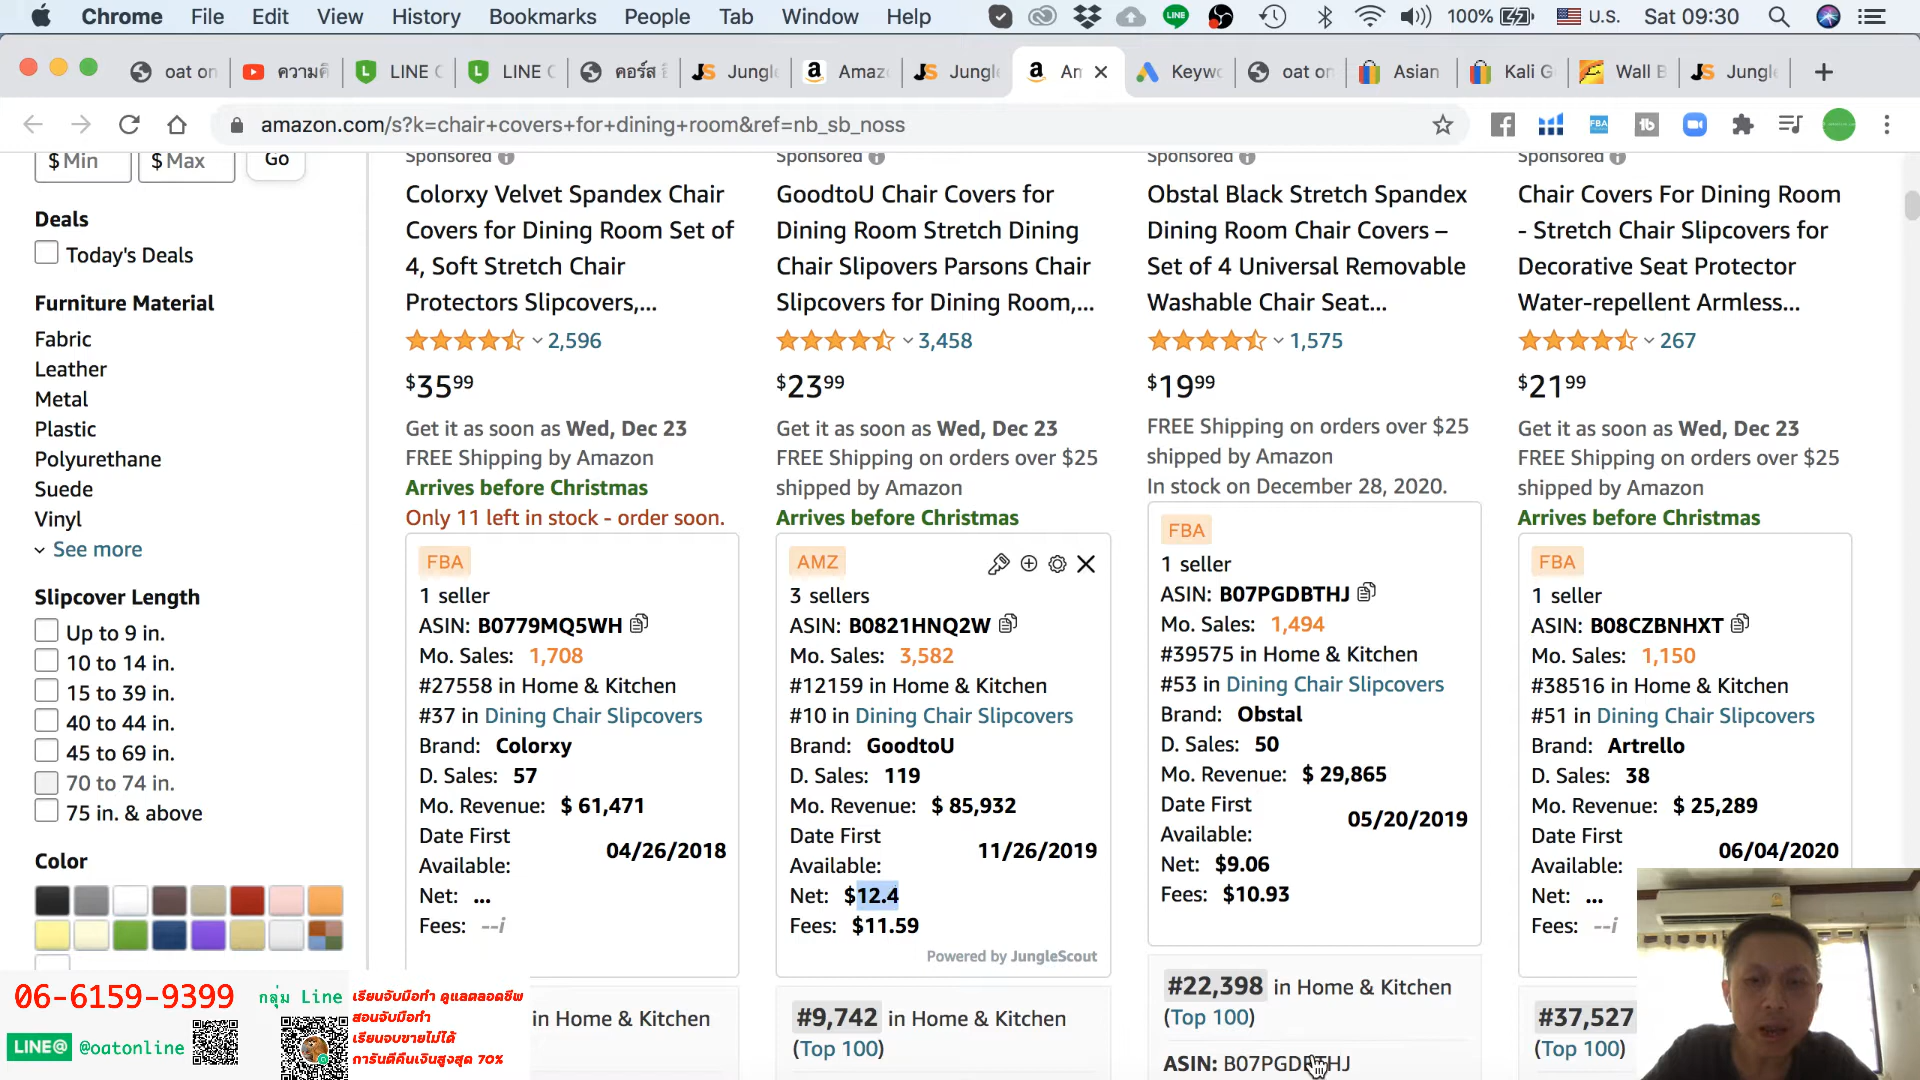 Chrome File Edit View History Bookmarks People Tab Window Help LINE 100% U.S. Sat 09:30
oat on LINE LINE คอร์ส JS Jungl a Amaz JS Jungl a Keyw oat on Asian Kali G Wall B JS Jungl
amazon.com/s?k=chair+covers+for+dining+room&ref=nb_sb_noss FBA tb
$ Min $ Max Go
Deals
Today's Deals
Furniture Material
Fabric
Leather
Metal
Plastic
Polyurethane
Suede
Vinyl
See more
Slipcover Length
Up to 9 in.
10 to 14 in.
15 to 39 in.
40 to 44 in.
45 to 69 in.
70 to 74 in.
75 in. & above
Color
Sponsored
Colorxy Velvet Spandex Chair
Covers for Dining Room Set of
4, Soft Stretch Chair
Protectors Slipcovers,...
2,596
$3599
Get it as soon as Wed, Dec 23
FREE Shipping by Amazon
Arrives before Christmas
Only 11 left in stock - order soon.
FBA
1 seller
ASIN: B0779MQ5WH
Mo. Sales: 1,708
#27558 in Home & Kitchen
#37 in Dining Chair Slipcovers
Brand: Colorxy
D. Sales: 57
Mo. Revenue: $ 61,471
Date First
Available: 04/26/2018
Net: ...
Fees: --i
in Home & Kitchen
Sponsored
GoodtoU Chair Covers for
Dining Room Stretch Dining
Chair Slipovers Parsons Chair
Slipcovers for Dining Room,...
3,458
$2399
Get it as soon as Wed, Dec 23
FREE Shipping on orders over $25
shipped by Amazon
Arrives before Christmas
AMZ
3 sellers
ASIN: B0821HNQ2W
Mo. Sales: 3,582
#12159 in Home & Kitchen
#10 in Dining Chair Slipcovers
Brand: GoodtoU
D. Sales: 119
Mo. Revenue: $ 85,932
Date First
Available: 11/26/2019
Net: $12.4
Fees: $11.59
Powered by JungleScout
#9,742 in Home & Kitchen
(Top 100)
Sponsored
Obstal Black Stretch Spandex
Dining Room Chair Covers –
Set of 4 Universal Removable
Washable Chair Seat...
1,575
$1999
FREE Shipping on orders over $25
shipped by Amazon
In stock on December 28, 2020.
FBA
1 seller
ASIN: B07PGDBTHJ
Mo. Sales: 1,494
#39575 in Home & Kitchen
#53 in Dining Chair Slipcovers
Brand: Obstal
D. Sales: 50
Mo. Revenue: $ 29,865
Date First
Available: 05/20/2019
Net: $9.06
Fees: $10.93
#22,398 in Home & Kitchen
(Top 100)
ASIN: B07PGDBTHJ
Sponsored
Chair Covers For Dining Room
- Stretch Chair Slipcovers for
Decorative Seat Protector
Water-repellent Armless...
267
$2199
Get it as soon as Wed, Dec 23
FREE Shipping on orders over $25
shipped by Amazon
Arrives before Christmas
FBA
1 seller
ASIN: B08CZBNHXT
Mo. Sales: 1,150
#38516 in Home & Kitchen
#51 in Dining Chair Slipcovers
Brand: Artrello
D. Sales: 38
Mo. Revenue: $ 25,289
Date First
Available: 06/04/2020
Net: ...
Fees: --i
#37,527
(Top 100)
06-6159-9399 กลุ่ม Line
LINE@ @oatonline
เรียนจับมือทำ ดูแลตลอดชีพ
สอนจับมือทำ
เรียนจบขายไม่ได้
การันตีคืนเงินสูงสุด 70%